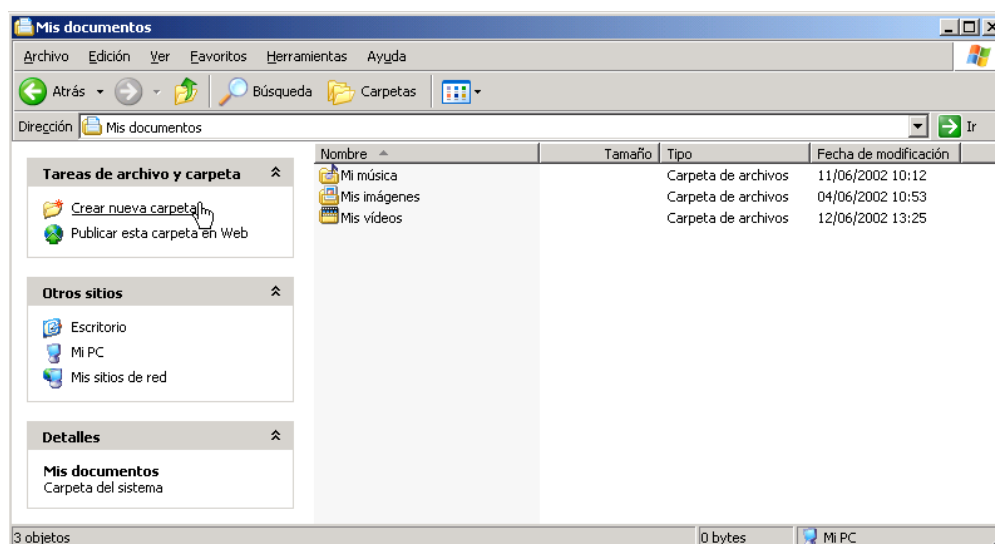 Mis documentos
Archivo Edición Ver Favoritos Herramientas Ayuda
Atrás Búsqueda Carpetas
Dirección Mis documentos Ir
Tareas de archivo y carpeta
Crear nueva carpeta
Publicar esta carpeta en Web
Otros sitios
Escritorio
Mi PC
Mis sitios de red
Detalles
Mis documentos
Carpeta del sistema
Nombre Tamaño Tipo Fecha de modificación
Mi música Carpeta de archivos 11/06/2002 10:12
Mis imágenes Carpeta de archivos 04/06/2002 10:53
Mis vídeos Carpeta de archivos 12/06/2002 13:25
3 objetos 0 bytes Mi PC